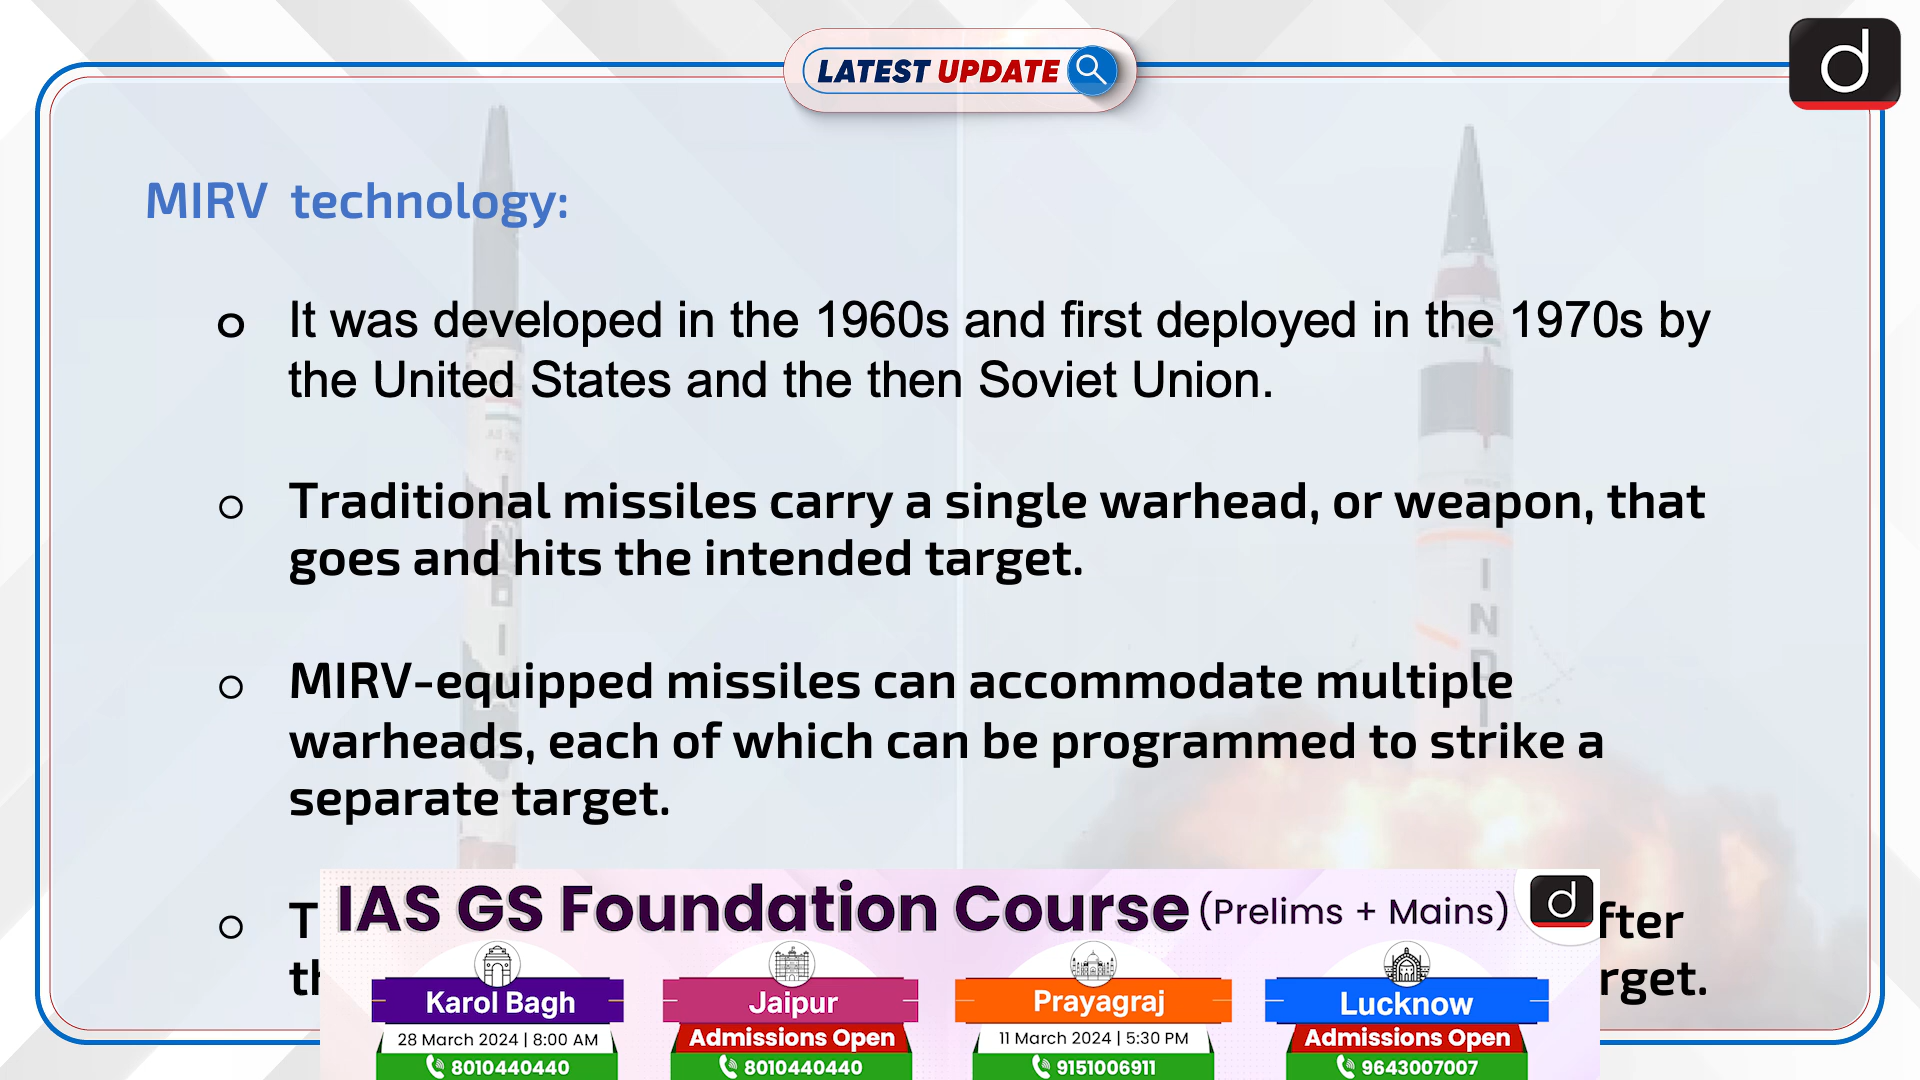 LATEST UPDATE
d
MIRV technology:
o It was developed in the 1960s and first deployed in the 1970s by
the United States and the then Soviet Union.
o Traditional missiles carry a single warhead, or weapon, that
goes and hits the intended target.
o MIRV-equipped missiles can accommodate multiple
warheads, each of which can be programmed to strike a
separate target.
IAS GS Foundation Course (Prelims + Mains)
d
Karol Bagh
28 March 2024 | 8:00 AM
8010440440
Jaipur
Admissions Open
8010440440
Prayagraj
11 March 2024 | 5:30 PM
9151006911
Lucknow
Admissions Open
9643007007
INDI
IND